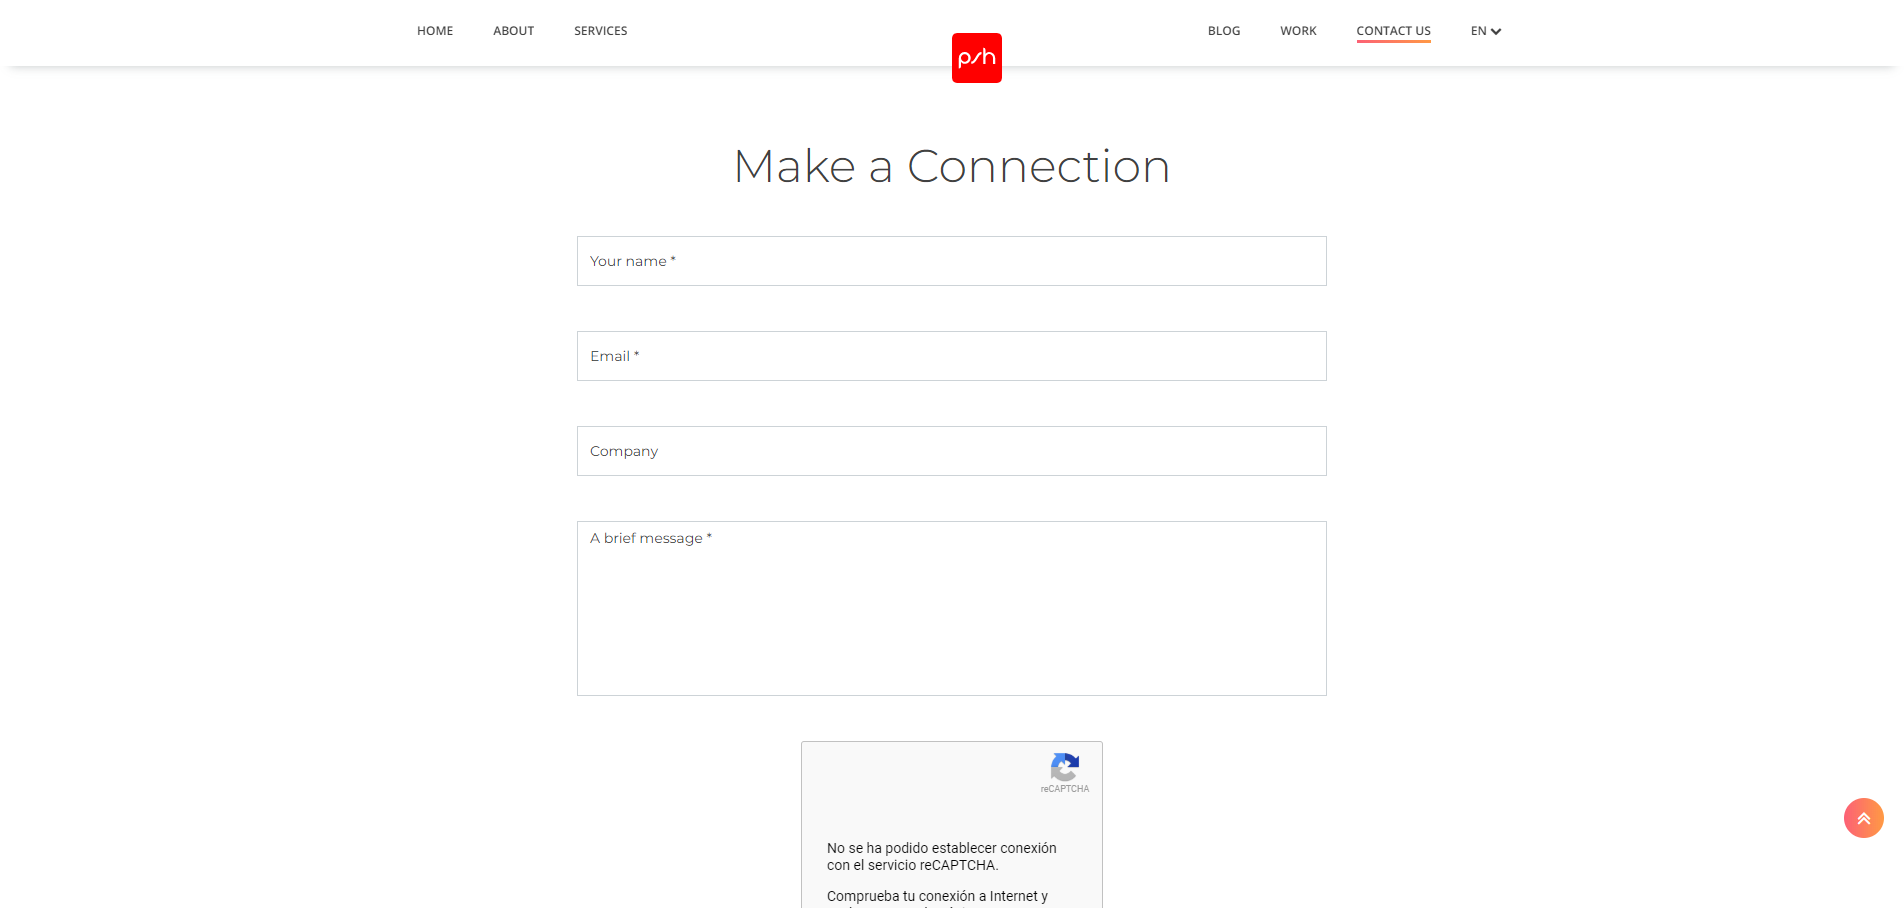 HOME ABOUT SERVICES psh BLOG WORK CONTACT US EN
Make a Connection
Your name *
Email *
Company
A brief message *
reCAPTCHA
No se ha podido establecer conexión
con el servicio reCAPTCHA.
Comprueba tu conexión a Internet y